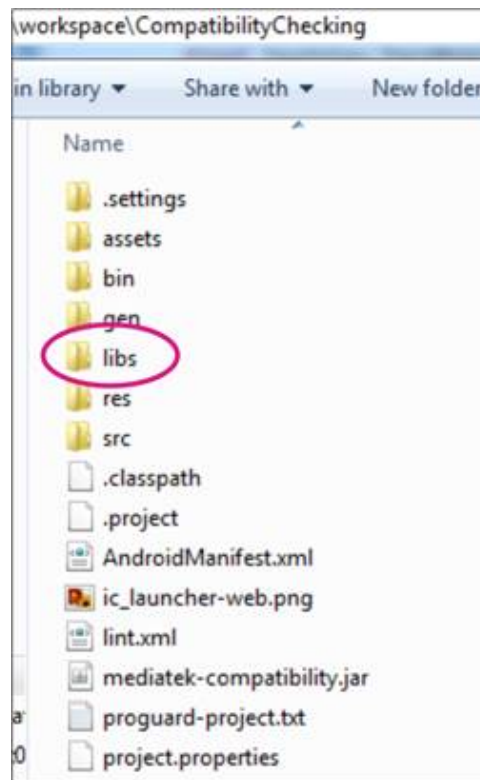 \workspace\CompatibilityChecking
in library Share with New folder
Name
.settings
assets
bin
gen
libs
res
src
.classpath
.project
AndroidManifest.xml
ic_launcher-web.png
lint.xml
mediatek-compatibility.jar
proguard-project.txt
project.properties